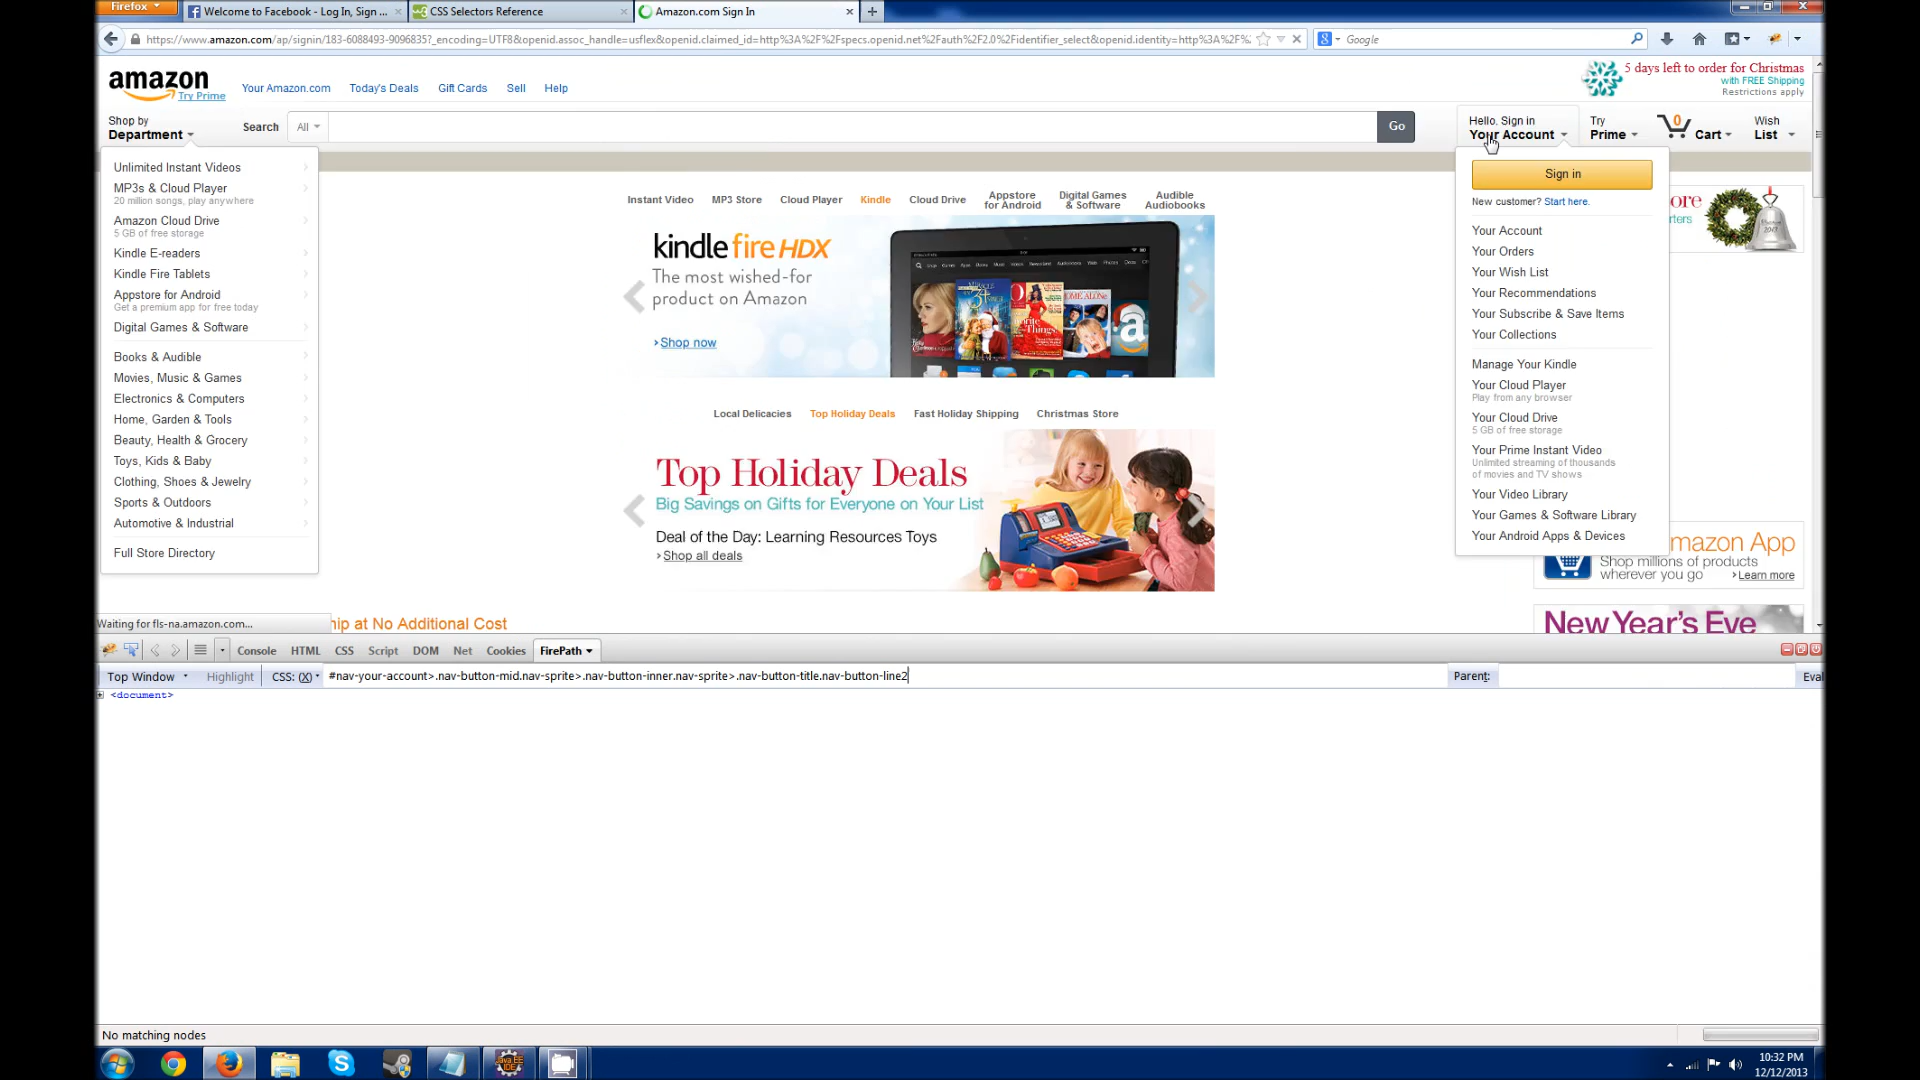 Firefox
Welcome to Facebook - Log In, Sign ...
CSS Selectors Reference
Amazon.com Sign In
https://www.amazon.com/ap/signin/183-6088493-9096835?_encoding=UTF8&openid.assoc_handle=usflex&openid.claimed_id=http%3A%2F%2Fspecs.openid.net%2Fauth%2F2.0%2Fidentifier_select&openid.identity=http%3A%2F%2F%2
Google
amazon
Try Prime
Your Amazon.com
Today's Deals
Gift Cards
Sell
Help
5 days left to order for Christmas
with FREE Shipping
Restrictions apply
Shop by
Department
Search
All
Go
Hello. Sign in
Your Account
Try
Prime
0
Cart
Wish
List
Unlimited Instant Videos
MP3s & Cloud Player
20 million songs, play anywhere
Amazon Cloud Drive
5 GB of free storage
Kindle E-readers
Kindle Fire Tablets
Appstore for Android
Get a premium app for free today
Digital Games & Software
Books & Audible
Movies, Music & Games
Electronics & Computers
Home, Garden & Tools
Beauty, Health & Grocery
Toys, Kids & Baby
Clothing, Shoes & Jewelry
Sports & Outdoors
Automotive & Industrial
Full Store Directory
Instant Video
MP3 Store
Cloud Player
Kindle
Cloud Drive
Appstore
for Android
Digital Games
& Software
Audible
Audiobooks
kindle fire HDX
The most wished-for
product on Amazon
›Shop now
Local Delicacies
Top Holiday Deals
Fast Holiday Shipping
Christmas Store
Top Holiday Deals
Big Savings on Gifts for Everyone on Your List
Deal of the Day: Learning Resources Toys
›Shop all deals
Sign in
New customer? Start here.
Your Account
Your Orders
Your Wish List
Your Recommendations
Your Subscribe & Save Items
Your Collections
Manage Your Kindle
Your Cloud Player
Play from any browser
Your Cloud Drive
5 GB of free storage
Your Prime Instant Video
Unlimited streaming of thousands
of movies and TV shows
Your Video Library
Your Games & Software Library
Your Android Apps & Devices
ore
rters
mazon App
Shop millions of products
wherever you go
›Learn more
New Year's Eve
Waiting for fls-na.amazon.com...
hip at No Additional Cost
Console
HTML
CSS
Script
DOM
Net
Cookies
FirePath
Top Window
Highlight
CSS: (X)
#nav-your-account>.nav-button-mid.nav-sprite>.nav-button-inner.nav-sprite>.nav-button-title.nav-button-line2
Parent:
Eval
<document>
No matching nodes
10:32 PM
12/12/2013